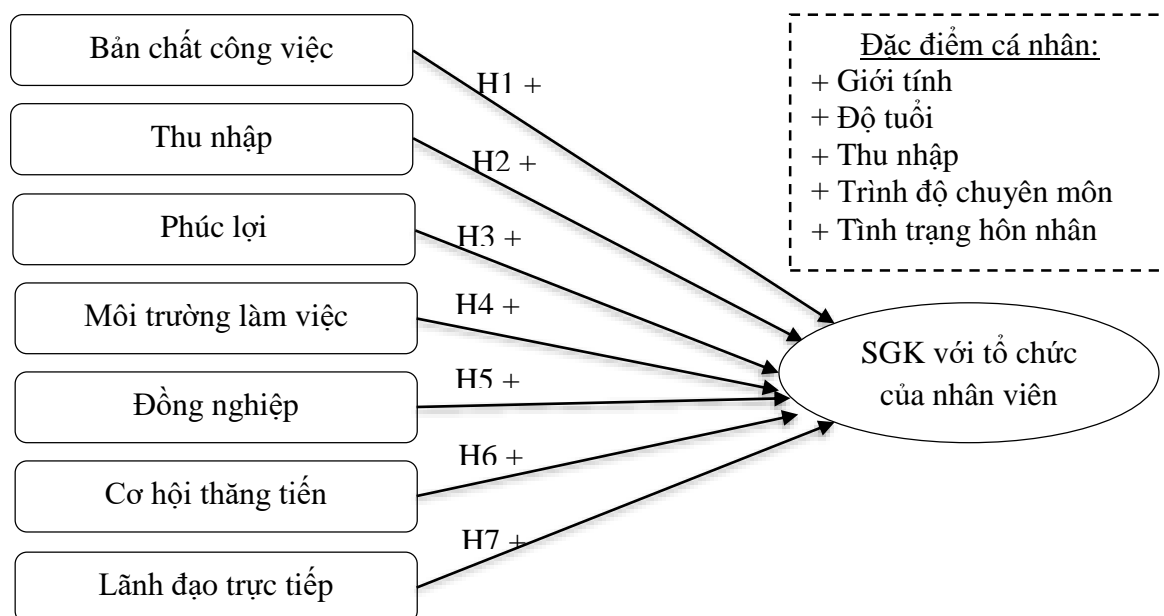 Bản chất công việc
Thu nhập
Phúc lợi
Môi trường làm việc
Đồng nghiệp
Cơ hội thăng tiến
Lãnh đạo trực tiếp
H1 +
H2 +
H3 +
H4 +
H5 +
H6 +
H7 +
Đặc điểm cá nhân:
+ Giới tính
+ Độ tuổi
+ Thu nhập
+ Trình độ chuyên môn
+ Tình trạng hôn nhân
SGK với tổ chức
của nhân viên